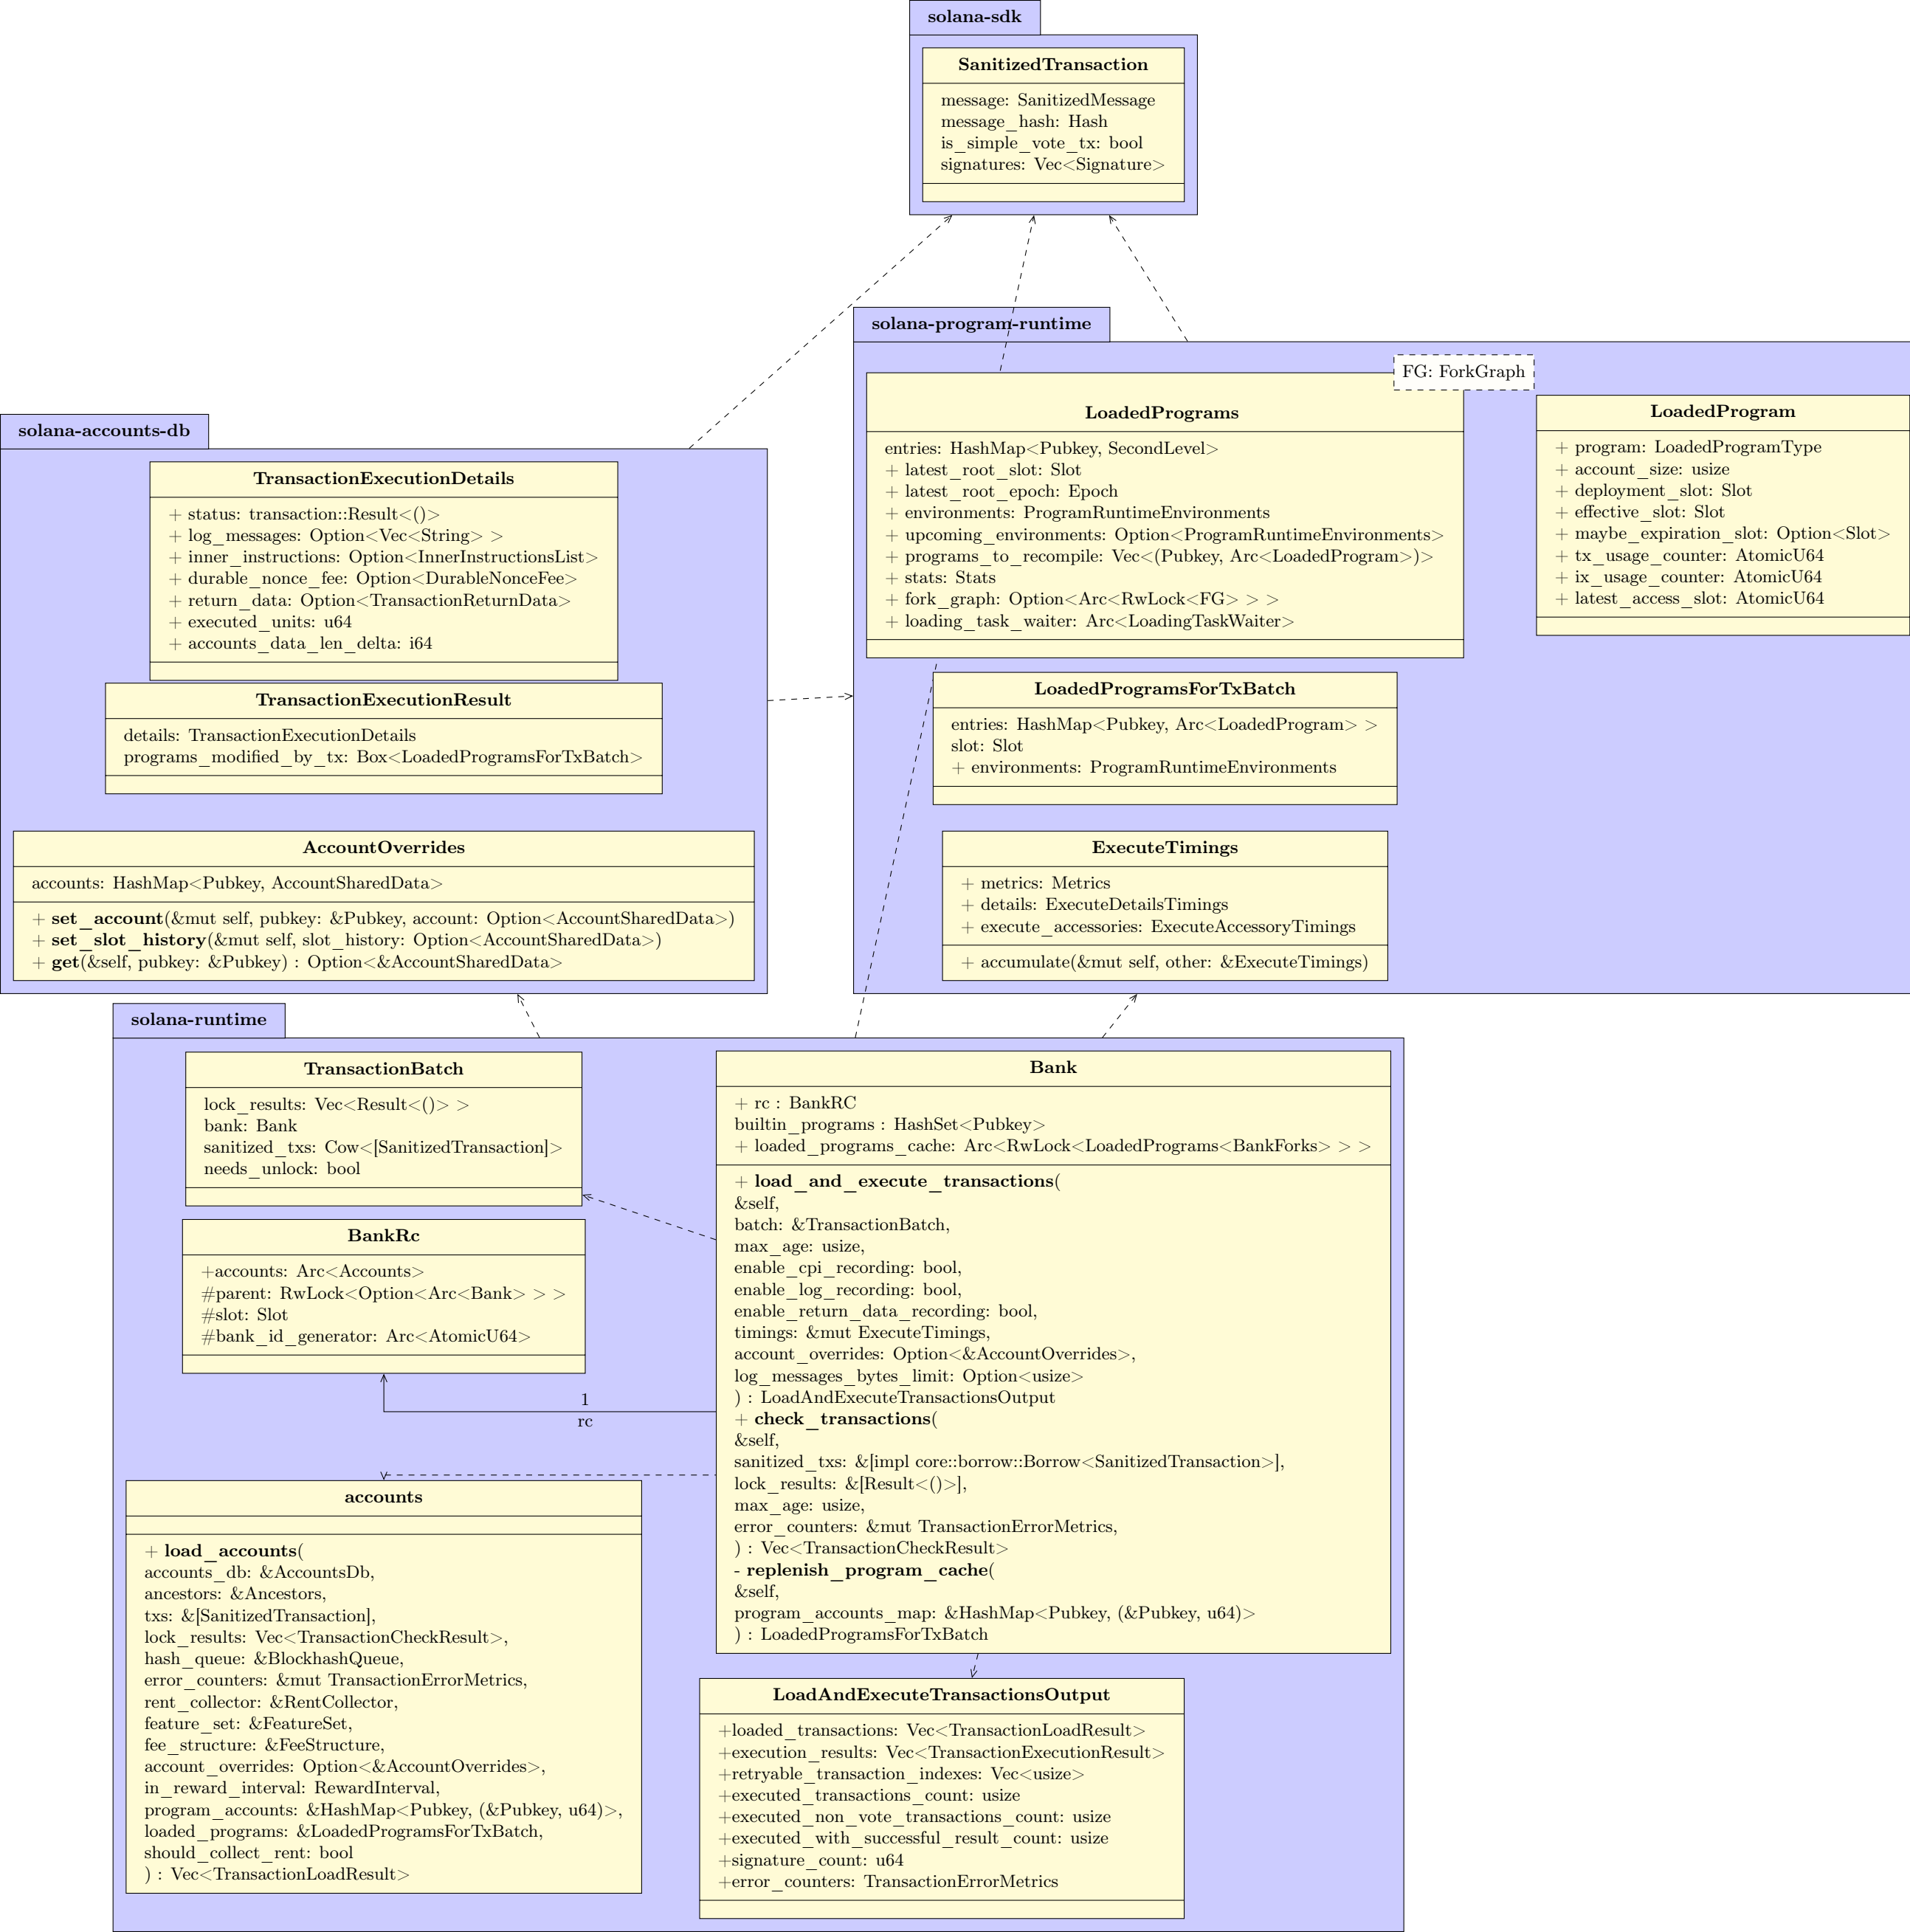 solana-sdk
SanitizedTransaction
message: SanitizedMessage
message_hash: Hash
is_simple_vote_tx: bool
signatures: Vec<Signature>
solana-program-runtime
FG: ForkGraph
LoadedPrograms
entries: HashMap<Pubkey, SecondLevel>
+ latest_root_slot: Slot
+ latest_root_epoch: Epoch
+ environments: ProgramRuntimeEnvironments
+ upcoming_environments: Option<ProgramRuntimeEnvironments>
+ programs_to_recompile: Vec<(Pubkey, Arc<LoadedProgram>)>
+ stats: Stats
+ fork_graph: Option<Arc<RwLock<FG> > >
+ loading_task_waiter: Arc<LoadingTaskWaiter>
LoadedProgram
+ program: LoadedProgramType
+ account_size: usize
+ deployment_slot: Slot
+ effective_slot: Slot
+ maybe_expiration_slot: Option<Slot>
+ tx_usage_counter: AtomicU64
+ ix_usage_counter: AtomicU64
+ latest_access_slot: AtomicU64
LoadedProgramsForTxBatch
entries: HashMap<Pubkey, Arc<LoadedProgram> >
slot: Slot
+ environments: ProgramRuntimeEnvironments
ExecuteTimings
+ metrics: Metrics
+ details: ExecuteDetailsTimings
+ execute_accessories: ExecuteAccessoryTimings
+ accumulate(&mut self, other: &ExecuteTimings)
solana-accounts-db
TransactionExecutionDetails
+ status: transaction::Result<()>
+ log_messages: Option<Vec<String> >
+ inner_instructions: Option<InnerInstructionsList>
+ durable_nonce_fee: Option<DurableNonceFee>
+ return_data: Option<TransactionReturnData>
+ executed_units: u64
+ accounts_data_len_delta: i64
TransactionExecutionResult
details: TransactionExecutionDetails
programs_modified_by_tx: Box<LoadedProgramsForTxBatch>
AccountOverrides
accounts: HashMap<Pubkey, AccountSharedData>
+ set_account(&mut self, pubkey: &Pubkey, account: Option<AccountSharedData>)
+ set_slot_history(&mut self, slot_history: Option<AccountSharedData>)
+ get(&self, pubkey: &Pubkey) : Option<&AccountSharedData>
solana-runtime
TransactionBatch
lock_results: Vec<Result<()> >
bank: Bank
sanitized_txs: Cow<[SanitizedTransaction]>
needs_unlock: bool
BankRc
+accounts: Arc<Accounts>
#parent: RwLock<Option<Arc<Bank> > >
#slot: Slot
#bank_id_generator: Arc<AtomicU64>
1
rc
accounts
+ load_accounts(
accounts_db: &AccountsDb,
ancestors: &Ancestors,
txs: &[SanitizedTransaction],
lock_results: Vec<TransactionCheckResult>,
hash_queue: &BlockhashQueue,
error_counters: &mut TransactionErrorMetrics,
rent_collector: &RentCollector,
feature_set: &FeatureSet,
fee_structure: &FeeStructure,
account_overrides: Option<&AccountOverrides>,
in_reward_interval: RewardInterval,
program_accounts: &HashMap<Pubkey, (&Pubkey, u64)>,
loaded_programs: &LoadedProgramsForTxBatch,
should_collect_rent: bool
) : Vec<TransactionLoadResult>
Bank
+ rc : BankRC
builtin_programs : HashSet<Pubkey>
+ loaded_programs_cache: Arc<RwLock<LoadedPrograms<BankForks> > >
+ load_and_execute_transactions(
&self,
batch: &TransactionBatch,
max_age: usize,
enable_cpi_recording: bool,
enable_log_recording: bool,
enable_return_data_recording: bool,
timings: &mut ExecuteTimings,
account_overrides: Option<&AccountOverrides>,
log_messages_bytes_limit: Option<usize>
) : LoadAndExecuteTransactionsOutput
+ check_transactions(
&self,
sanitized_txs: &[impl core::borrow::Borrow<SanitizedTransaction>],
lock_results: &[Result<()>],
max_age: usize,
error_counters: &mut TransactionErrorMetrics,
) : Vec<TransactionCheckResult>
- replenish_program_cache(
&self,
program_accounts_map: &HashMap<Pubkey, (&Pubkey, u64)>
) : LoadedProgramsForTxBatch
LoadAndExecuteTransactionsOutput
+loaded_transactions: Vec<TransactionLoadResult>
+execution_results: Vec<TransactionExecutionResult>
+retryable_transaction_indexes: Vec<usize>
+executed_transactions_count: usize
+executed_non_vote_transactions_count: usize
+executed_with_successful_result_count: usize
+signature_count: u64
+error_counters: TransactionErrorMetrics